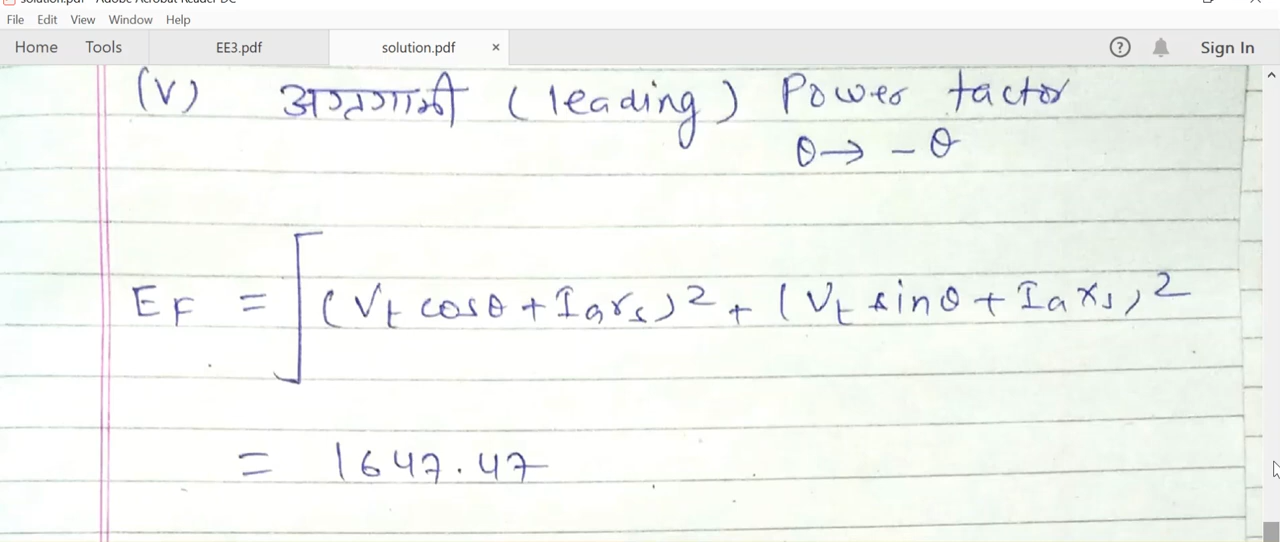 solution.pdf - Adobe Acrobat Reader DC
File Edit View Window Help
Home Tools EE3.pdf solution.pdf × ? Sign In
(V) अग्रगामी (leading) Power factor
θ → - θ
EF = √(Vt cosθ + Iars)2 + (Vt sinθ + Iaxs)2
= 1647.47